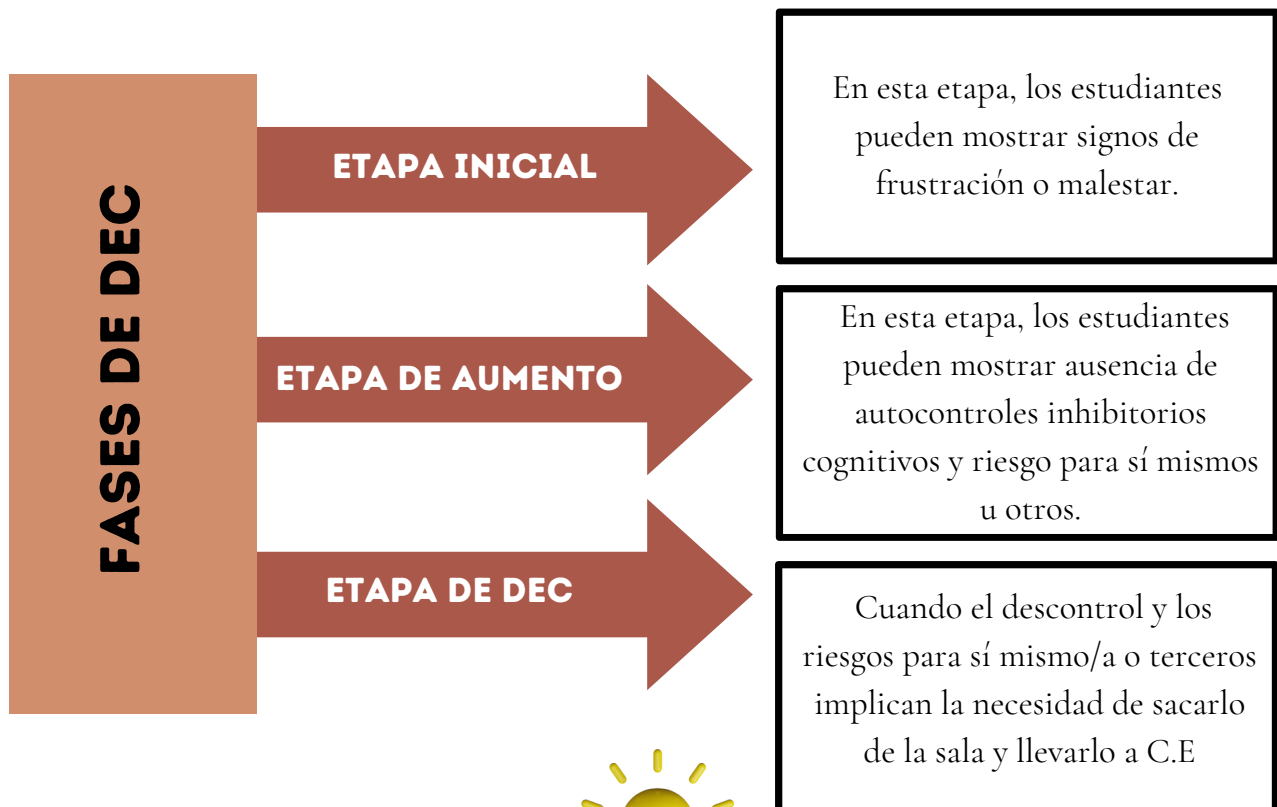 FASES DE DEC
ETAPA INICIAL
En esta etapa, los estudiantes
pueden mostrar signos de
frustración o malestar.
ETAPA DE AUMENTO
En esta etapa, los estudiantes
pueden mostrar ausencia de
autocontroles inhibitorios
cognitivos y riesgo para sí mismos
u otros.
ETAPA DE DEC
Cuando el descontrol y los
riesgos para sí mismo/a o terceros
implican la necesidad de sacarlo
de la sala y llevarlo a C.E